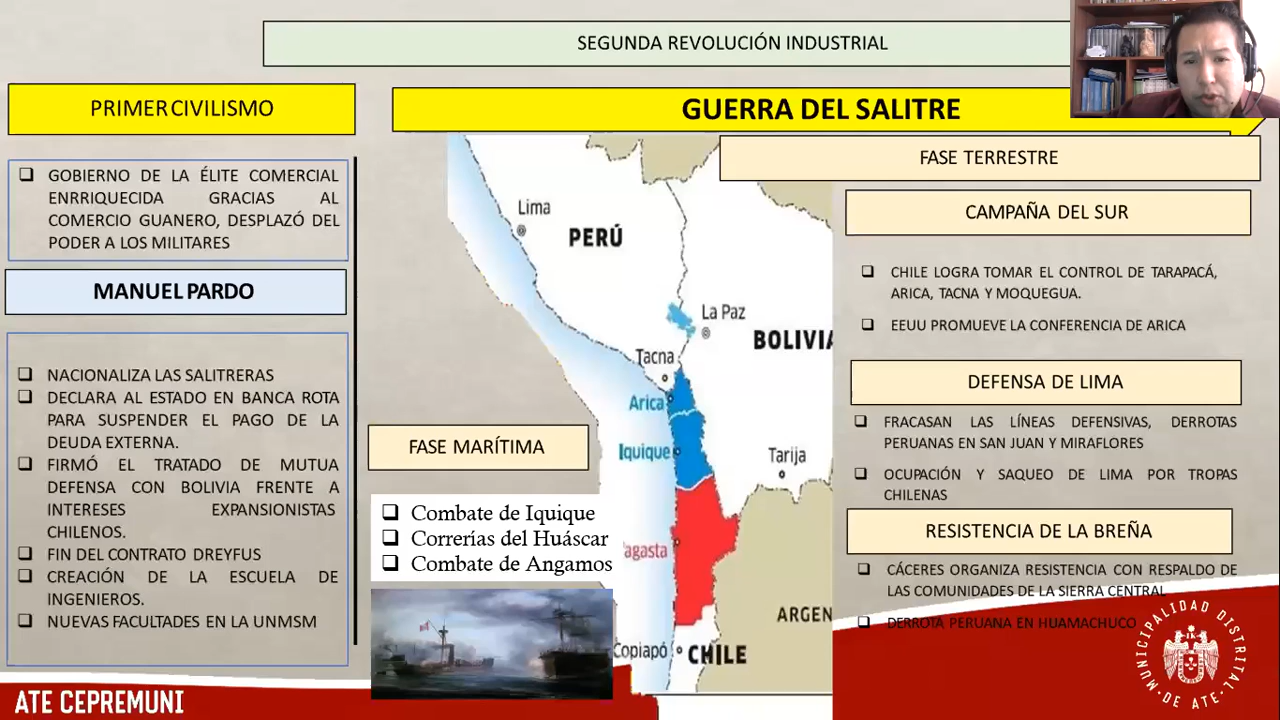 SEGUNDA REVOLUCIÓN INDUSTRIAL
PRIMER CIVILISMO
GOBIERNO DE LA ÉLITE COMERCIAL
ENRRIQUECIDA GRACIAS AL
COMERCIO GUANERO, DESPLAZÓ DEL
PODER A LOS MILITARES
MANUEL PARDO
NACIONALIZA LAS SALITRERAS
DECLARA AL ESTADO EN BANCA ROTA
PARA SUSPENDER EL PAGO DE LA
DEUDA EXTERNA.
FIRMÓ EL TRATADO DE MUTUA
DEFENSA CON BOLIVIA FRENTE A
INTERESES EXPANSIONISTAS
CHILENOS.
FIN DEL CONTRATO DREYFUS
CREACIÓN DE LA ESCUELA DE
INGENIEROS.
NUEVAS FACULTADES EN LA UNMSM
ATE CEPREMUNI
GUERRA DEL SALITRE
FASE MARÍTIMA
Combate de Iquique
Correrías del Huáscar
Combate de Angamos
Lima
PERÚ
La Paz
BOLIVIA
Tacna
Arica
Iquique
Tarija
agasta
ARGEN
Copiapó
CHILE
FASE TERRESTRE
CAMPAÑA DEL SUR
CHILE LOGRA TOMAR EL CONTROL DE TARAPACÁ,
ARICA, TACNA Y MOQUEGUA.
EEUU PROMUEVE LA CONFERENCIA DE ARICA
DEFENSA DE LIMA
FRACASAN LAS LÍNEAS DEFENSIVAS, DERROTAS
PERUANAS EN SAN JUAN Y MIRAFLORES
OCUPACIÓN Y SAQUEO DE LIMA POR TROPAS
CHILENAS
RESISTENCIA DE LA BREÑA
CÁCERES ORGANIZA RESISTENCIA CON RESPALDO DE
LAS COMUNIDADES DE LA SIERRA CENTRAL
DERROTA PERUANA EN HUAMACHUCO
MUNICIPALIDAD DISTRITAL
DE ATE